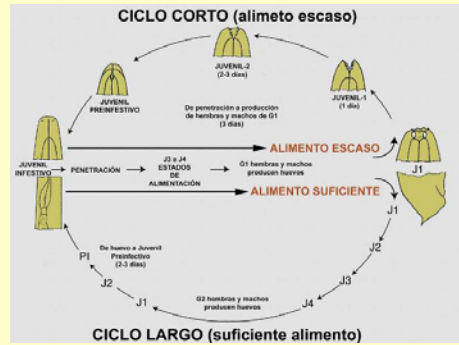 CICLO CORTO (alimeto escaso)
JUVENIL-2
(2-3 días)
JUVENIL
PREINFESTIVO
JUVENIL-1
(1 día)
De penetración a producción
de hembras y machos de G1
(3 días)
ALIMENTO ESCASO
J1
JUVENIL
INFESTIVO
PENETRACIÓN
J3 a J4
ESTADOS
DE
ALIMENTACIÓN
G1 hembras y machos
producen huevos
ALIMENTO SUFICIENTE
J1
De huevo a Juvenil
Preinfectivo
(2-3 días)
PI
J2
J2
J3
J1
J4
G2 hembras y machos
producen huevos
CICLO LARGO (suficiente alimento)